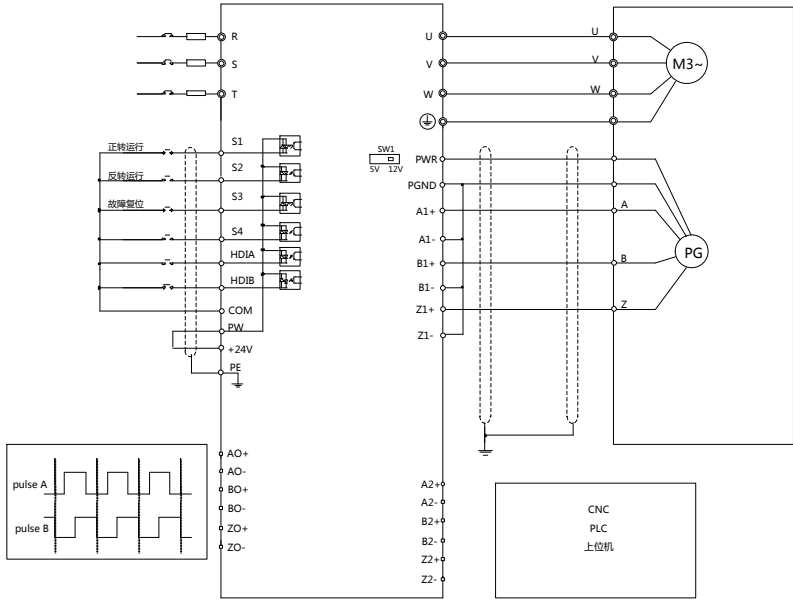 R
S
T
正转运行
S1
反转运行
S2
故障复位
S3
S4
HDIA
HDIB
COM
PW
+24V
PE
SW1
5V 12V
U
V
W
PWR
PGND
A1+
A1-
B1+
B1-
Z1+
Z1-
U
V
W
M3~
A
B
Z
PG
pulse A
pulse B
AO+
AO-
BO+
BO-
ZO+
ZO-
A2+
A2-
B2+
B2-
Z2+
Z2-
CNC
PLC
上位机